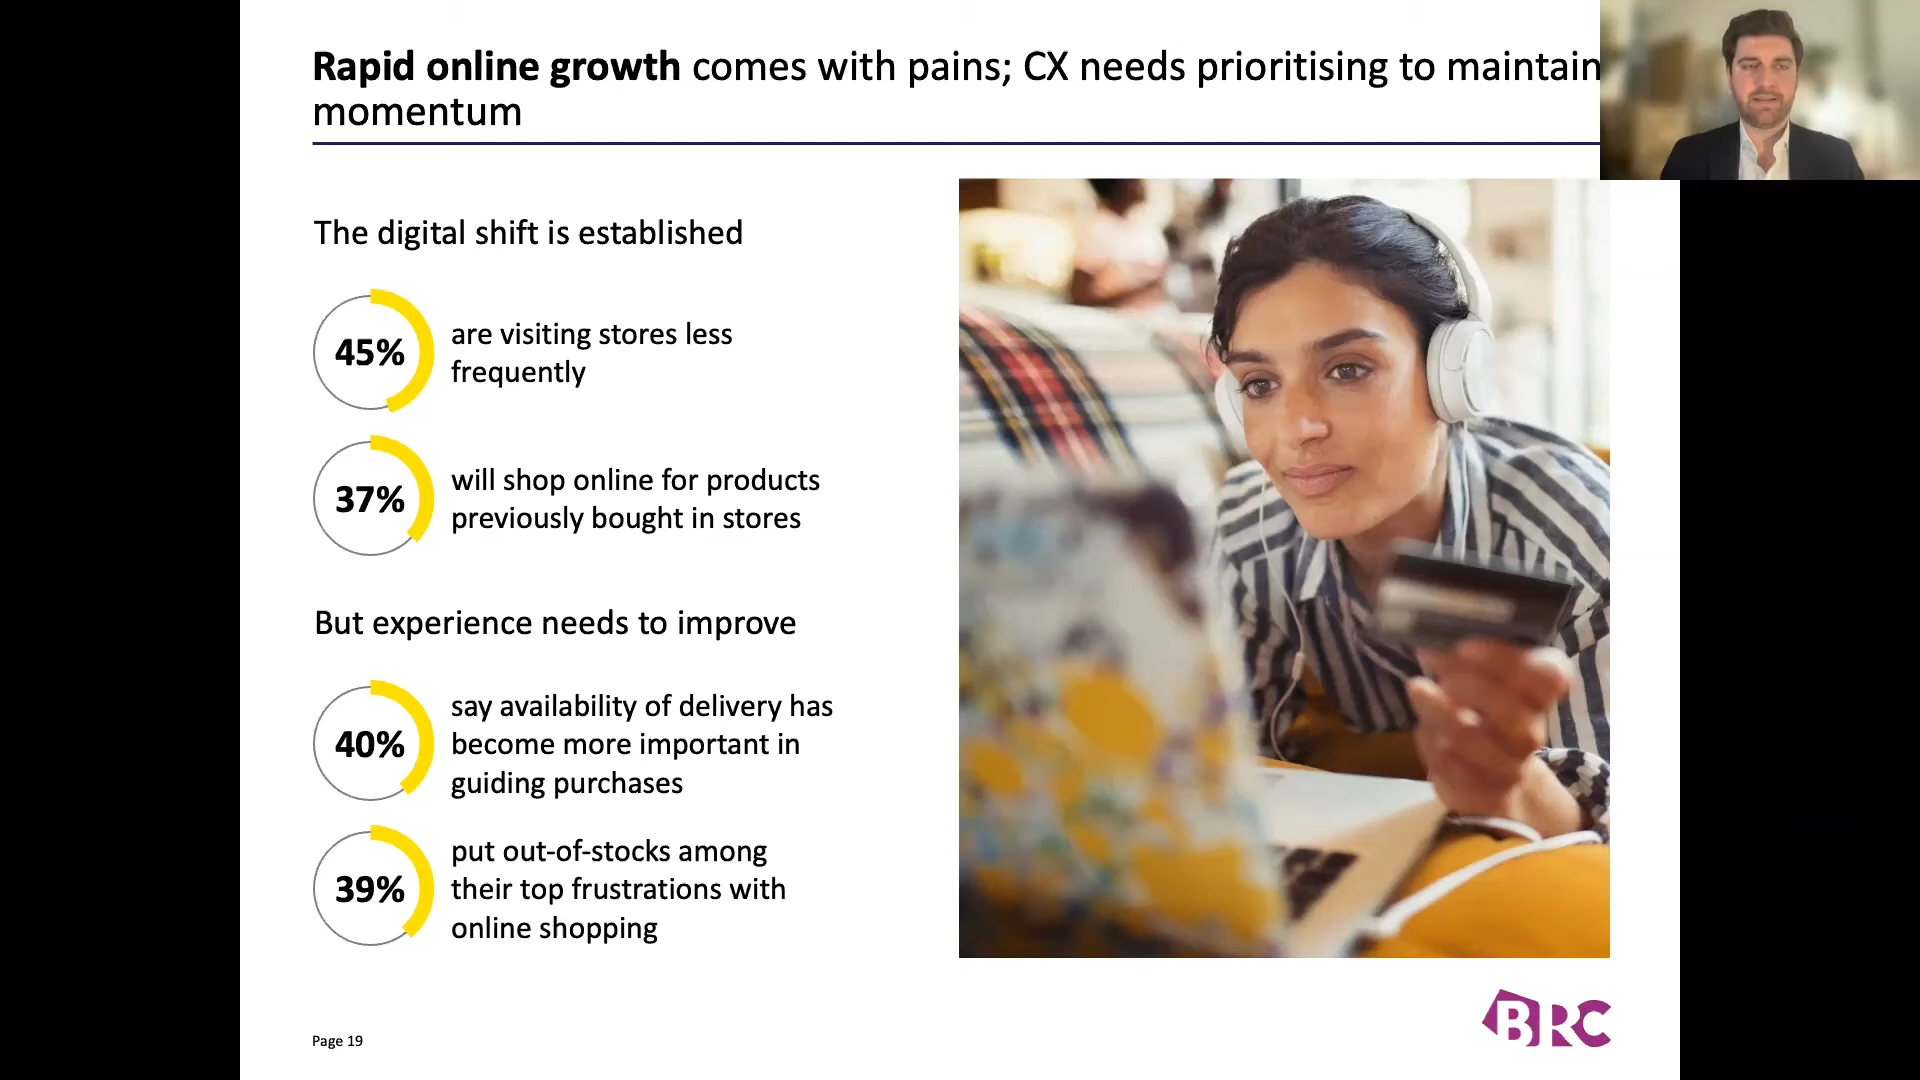 Rapid online growth comes with pains; CX needs prioritising to maintain
momentum
The digital shift is established
45%
are visiting stores less
frequently
37%
will shop online for products
previously bought in stores
But experience needs to improve
40%
say availability of delivery has
become more important in
guiding purchases
39%
put out-of-stocks among
their top frustrations with
online shopping
Page 19
BRC